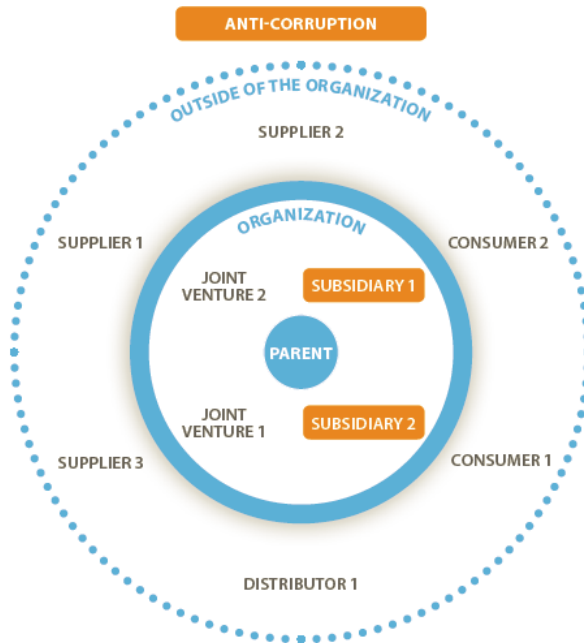 ANTI-CORRUPTION
OUTSIDE OF THE ORGANIZATION
SUPPLIER 2
ORGANIZATION
SUPPLIER 1
CONSUMER 2
JOINT
VENTURE 2
SUBSIDIARY 1
PARENT
JOINT
VENTURE 1
SUBSIDIARY 2
SUPPLIER 3
CONSUMER 1
DISTRIBUTOR 1